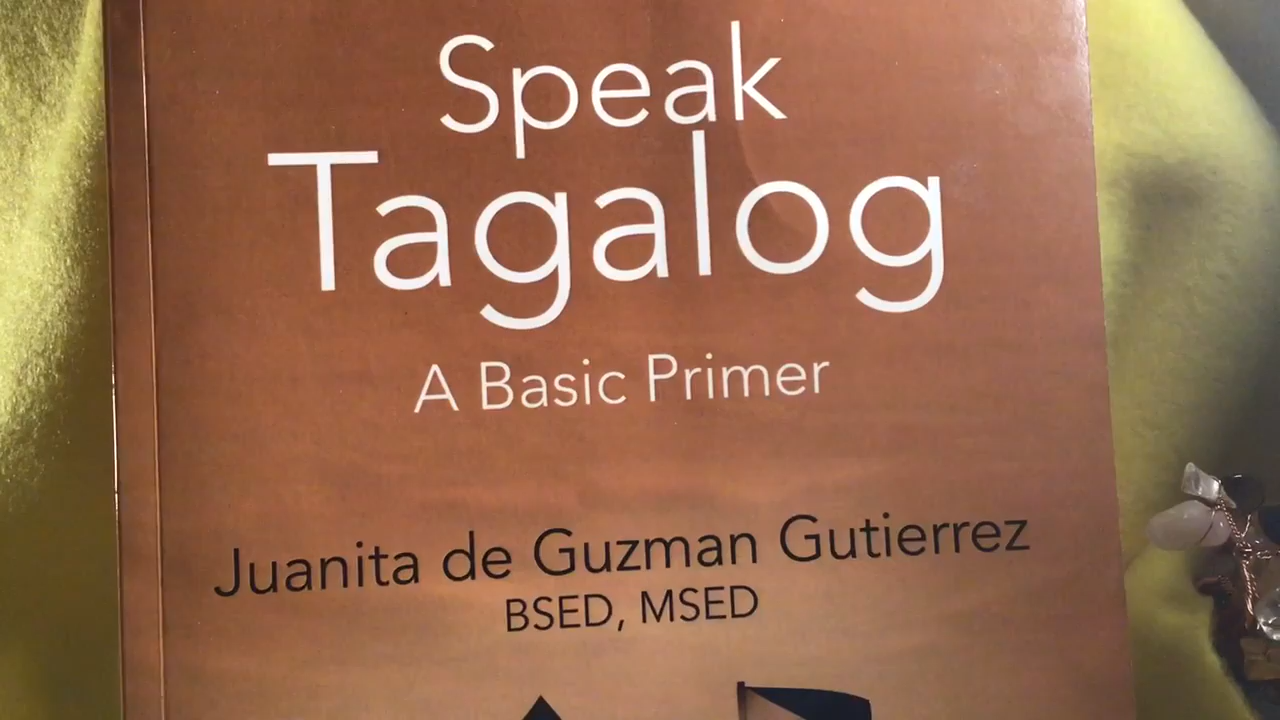 Speak
Tagalog
A Basic Primer
Juanita de Guzman Gutierrez
BSED, MSED